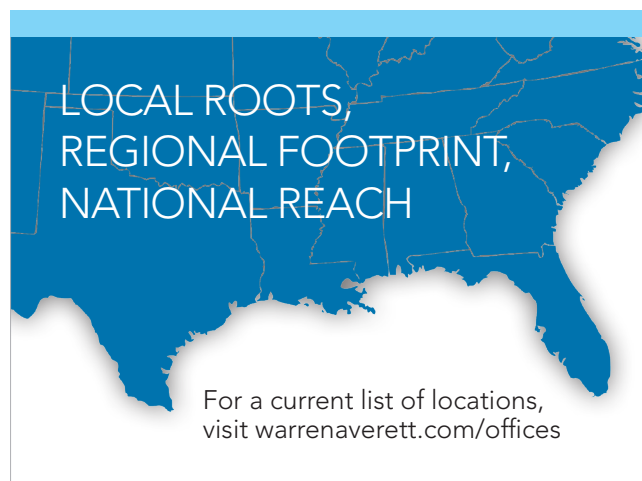 LOCAL ROOTS,
REGIONAL FOOTPRINT,
NATIONAL REACH
For a current list of locations,
visit warrenaverett.com/offices